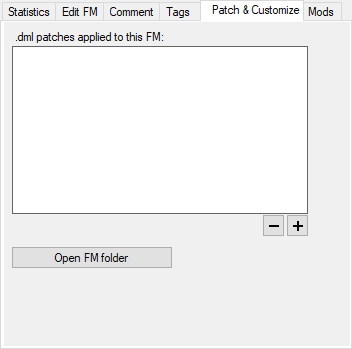 Statistics Edit FM Comment Tags Patch & Customize Mods
.dml patches applied to this FM:
Open FM folder